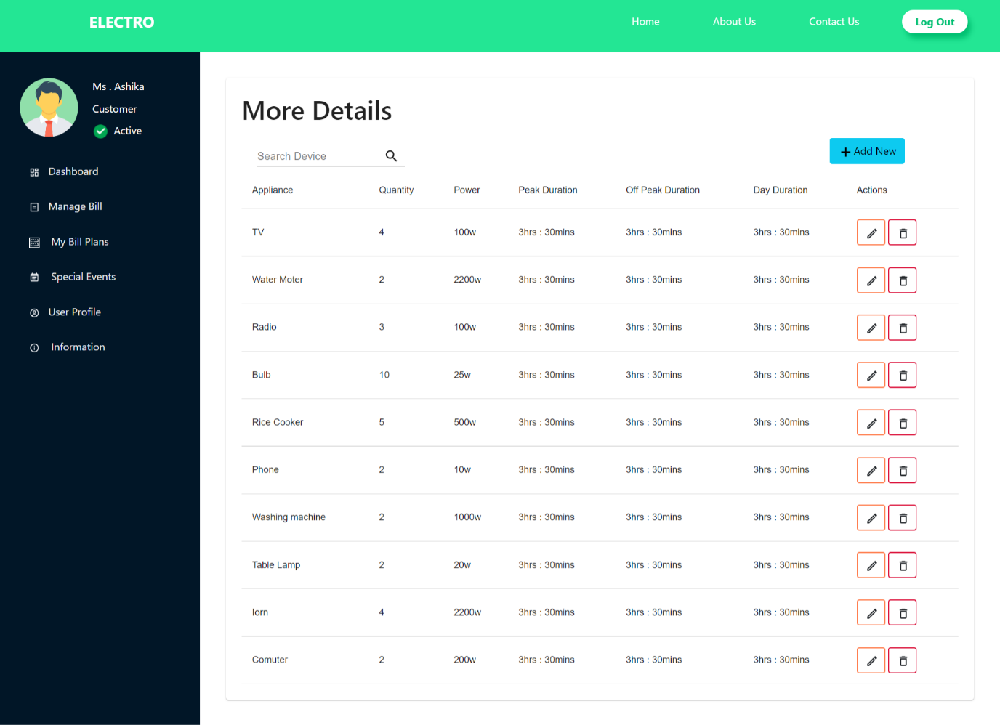 ELECTRO
Home About Us Contact Us Log Out
Ms . Ashika
Customer
Active
Dashboard
Manage Bill
My Bill Plans
Special Events
User Profile
Information
More Details
Search Device
Add New
Appliance Quantity Power Peak Duration Off Peak Duration Day Duration Actions
TV 4 100w 3hrs : 30mins 3hrs : 30mins 3hrs : 30mins
Water Moter 2 2200w 3hrs : 30mins 3hrs : 30mins 3hrs : 30mins
Radio 3 100w 3hrs : 30mins 3hrs : 30mins 3hrs : 30mins
Bulb 10 25w 3hrs : 30mins 3hrs : 30mins 3hrs : 30mins
Rice Cooker 5 500w 3hrs : 30mins 3hrs : 30mins 3hrs : 30mins
Phone 2 10w 3hrs : 30mins 3hrs : 30mins 3hrs : 30mins
Washing machine 2 1000w 3hrs : 30mins 3hrs : 30mins 3hrs : 30mins
Table Lamp 2 20w 3hrs : 30mins 3hrs : 30mins 3hrs : 30mins
Iorn 4 2200w 3hrs : 30mins 3hrs : 30mins 3hrs : 30mins
Comuter 2 200w 3hrs : 30mins 3hrs : 30mins 3hrs : 30mins